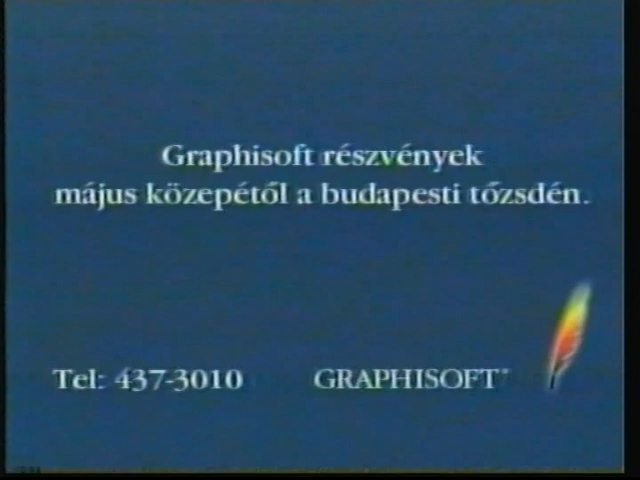 Graphisoft részvények
május közepétől a budapesti tőzsdén.
Tel: 437-3010 GRAPHISOFT